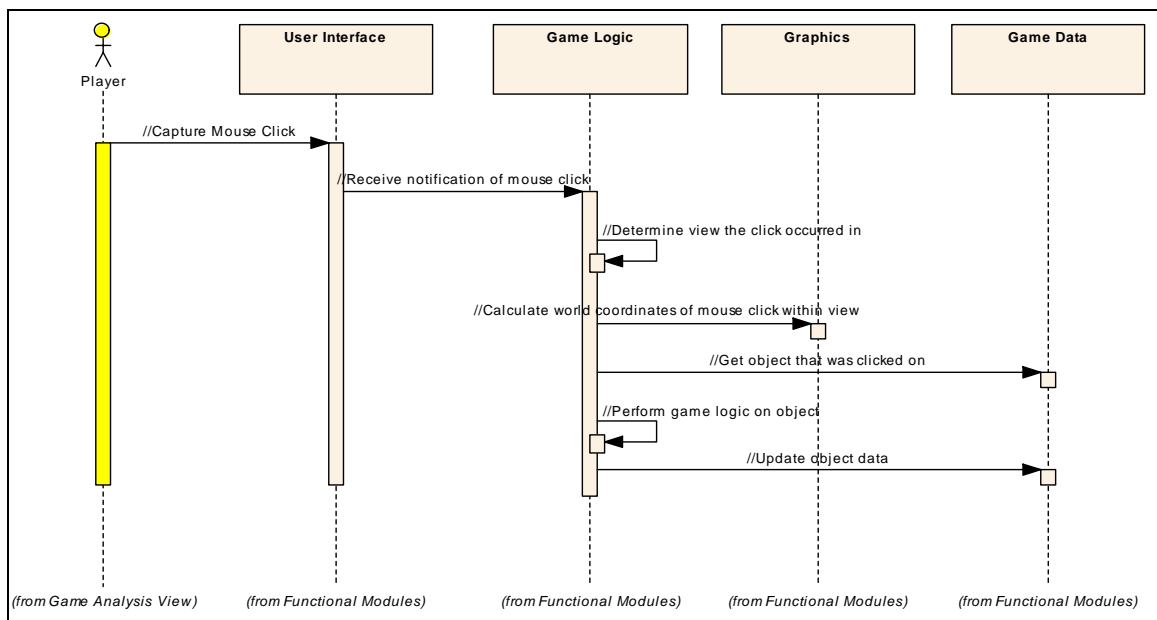 Player
User Interface
Game Logic
Graphics
Game Data
//Capture Mouse Click
//Receive notification of mouse click
//Determine view the click occurred in
//Calculate world coordinates of mouse click within view
//Get object that was clicked on
//Perform game logic on object
//Update object data
(from Game Analysis View)
(from Functional Modules)
(from Functional Modules)
(from Functional Modules)
(from Functional Modules)